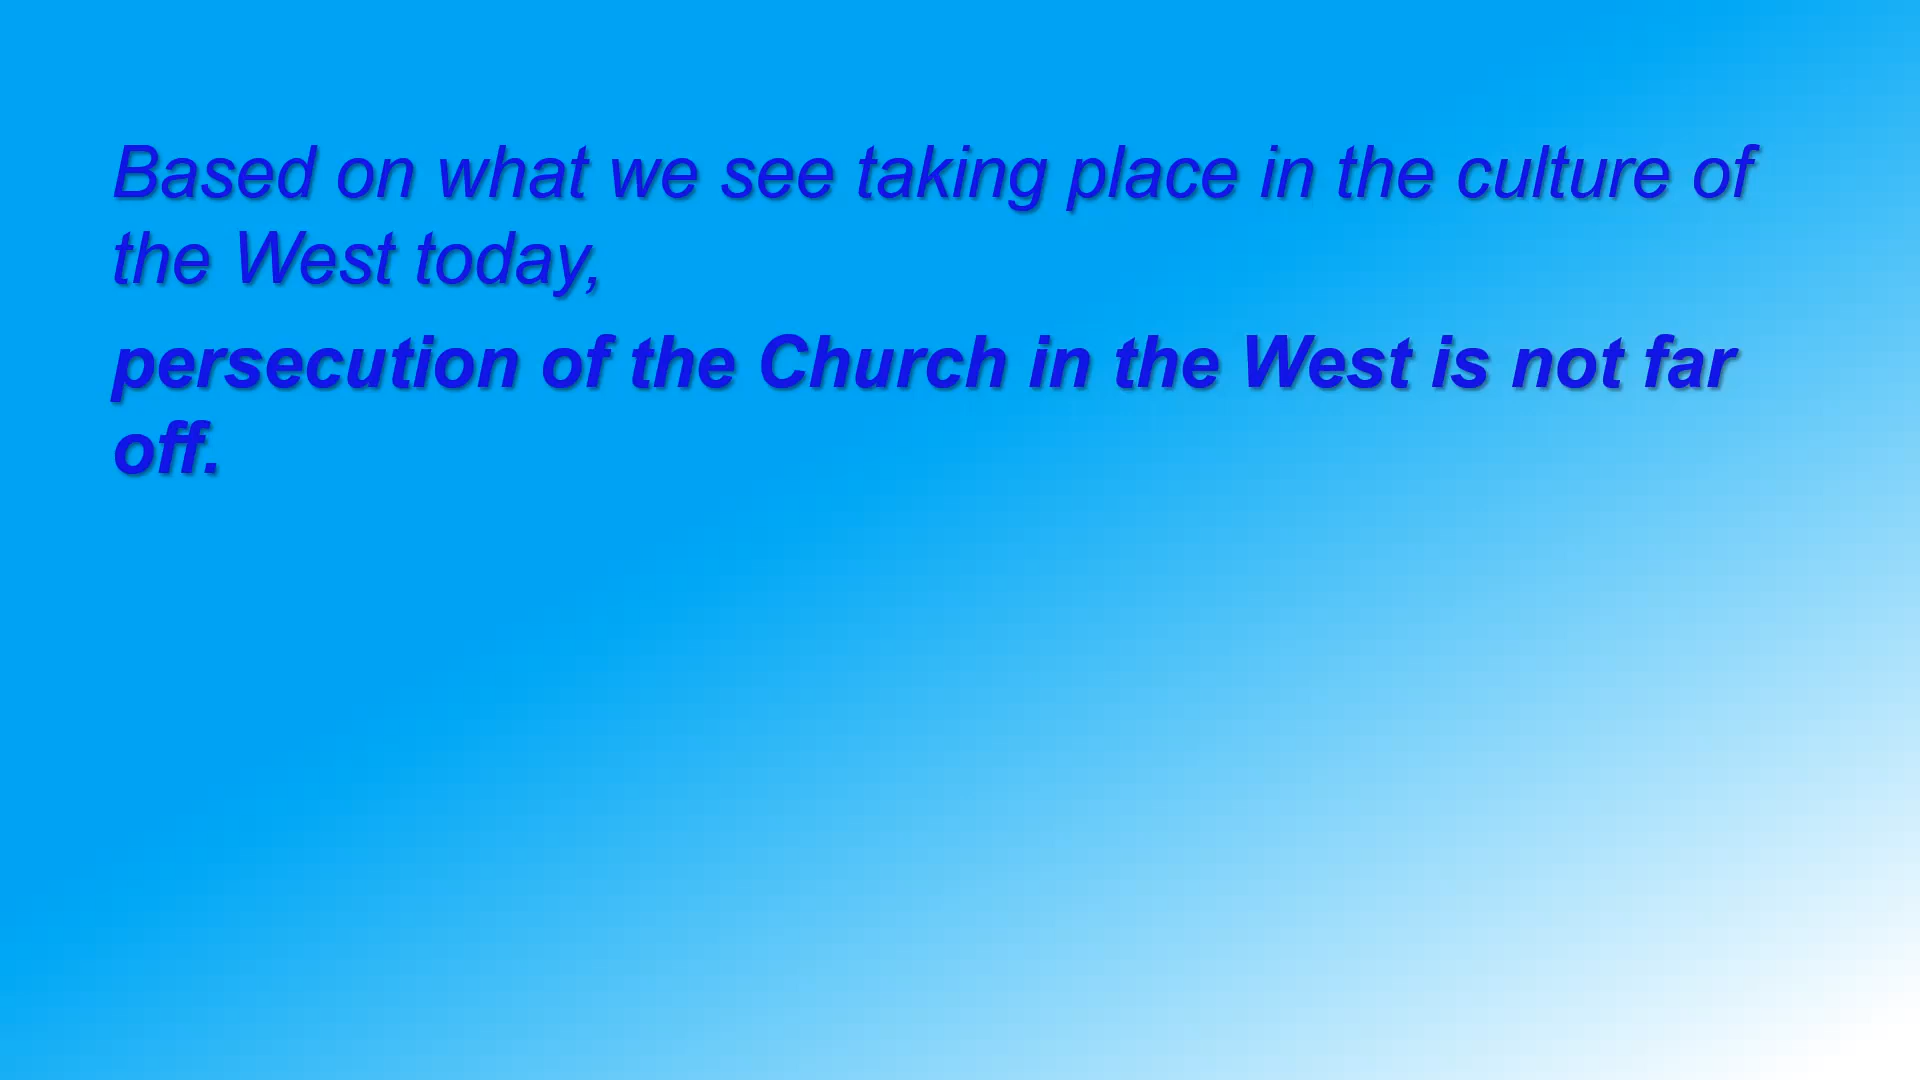 Based on what we see taking place in the culture of
the West today,
persecution of the Church in the West is not far
off.